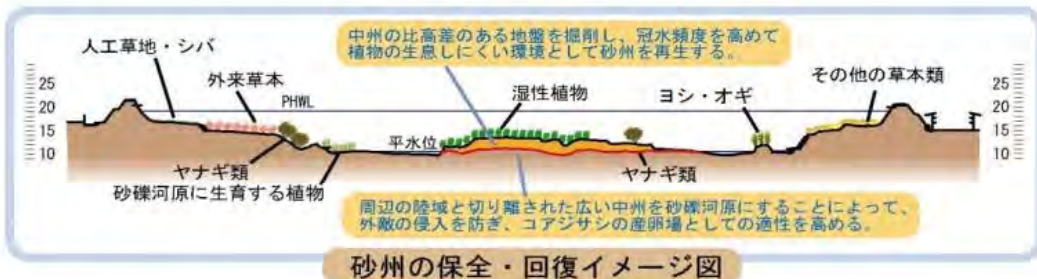 中州の比高差のある地盤を掘削し、冠水頻度を高めて
植物の生息しにくい環境として砂州を再生する。
人工草地・シバ
外来草本
その他の草本類
湿性植物
ヨシ・オギ
PHWL
25
20
15
10
25
20
15
10
平水位
ヤナギ類
砂礫河原に生育する植物
ヤナギ類
周辺の陸域と切り離された広い中州を砂礫河原にすることによって、
外敵の侵入を防ぎ、コアジサシの産卵場としての適性を高める。
砂州の保全・回復イメージ図